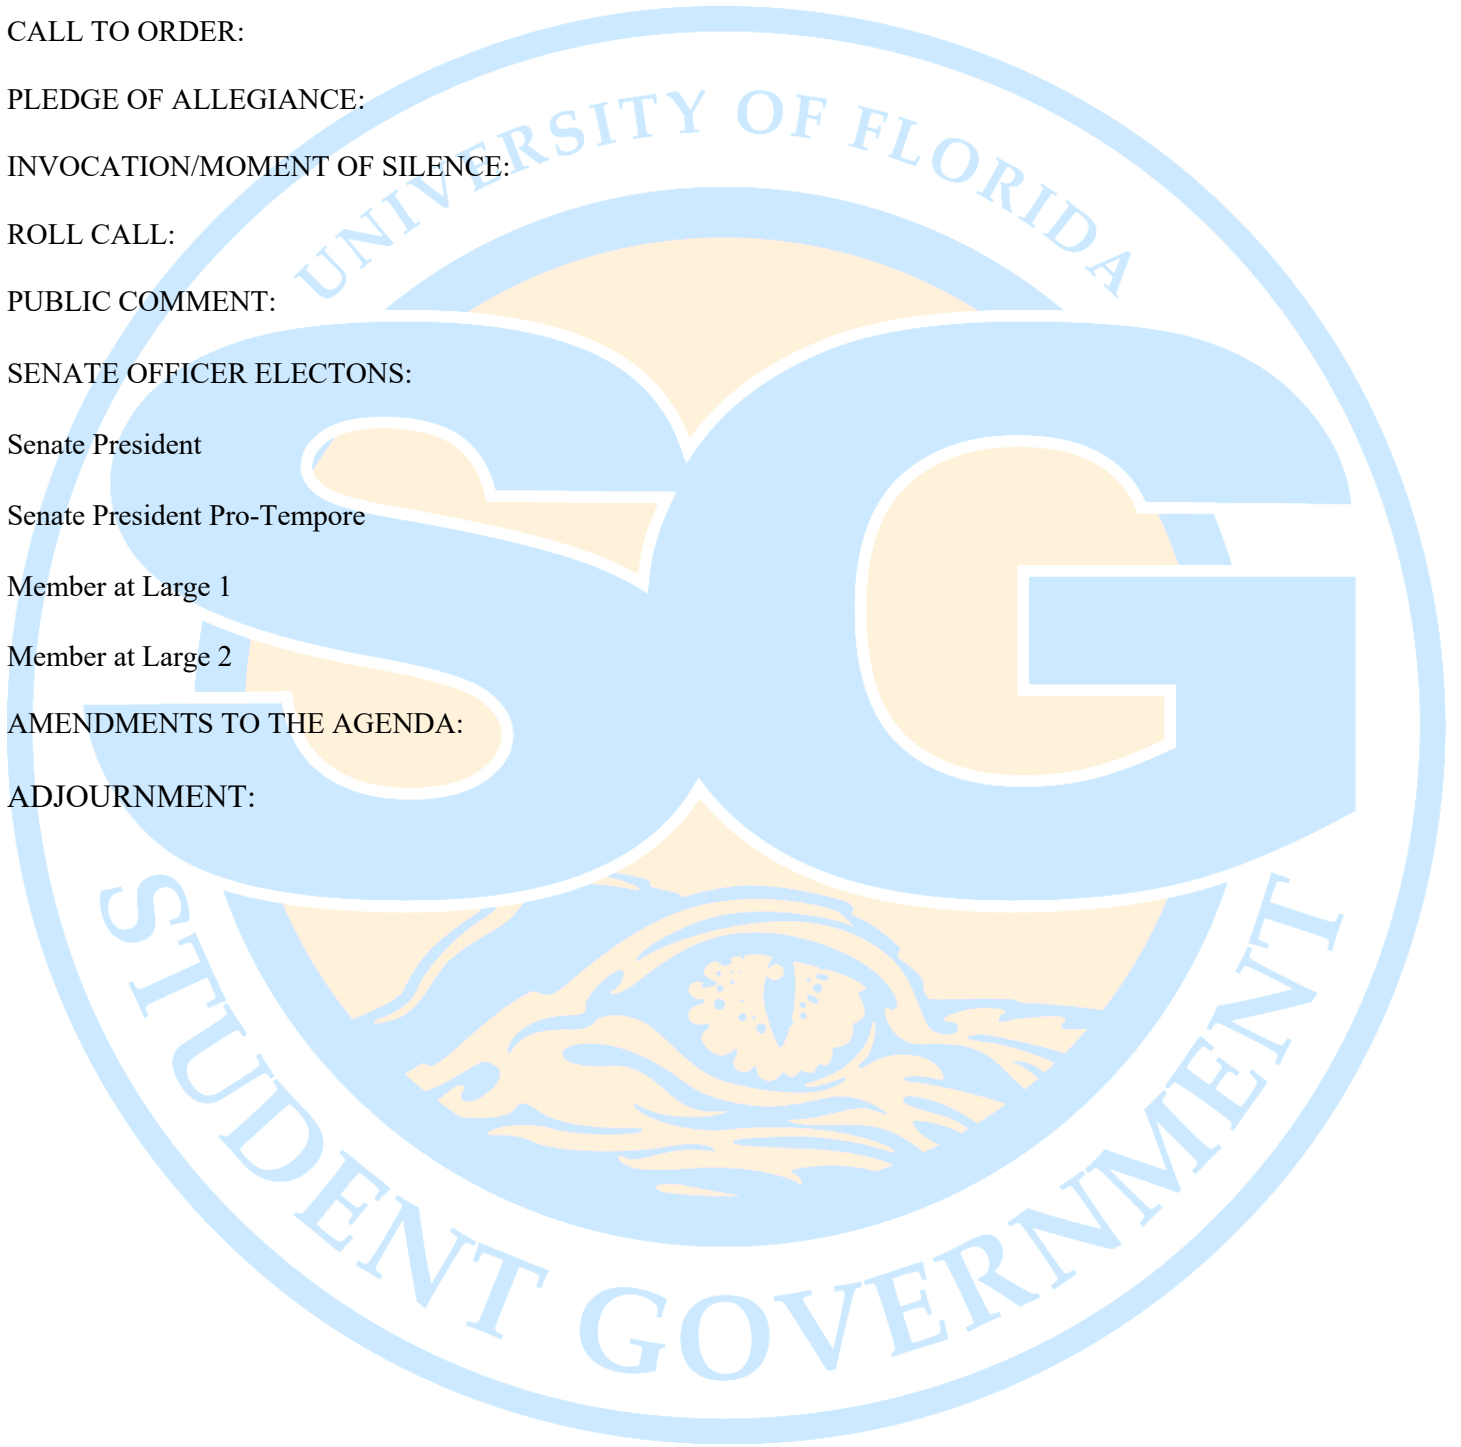 CALL TO ORDER:
PLEDGE OF ALLEGIANCE:
INVOCATION/MOMENT OF SILENCE:
ROLL CALL:
PUBLIC COMMENT:
SENATE OFFICER ELECTONS:
Senate President
Senate President Pro-Tempore
Member at Large 1
Member at Large 2
AMENDMENTS TO THE AGENDA:
ADJOURNMENT:
UNIVERSITY OF FLORIDA
SG
STUDENT GOVERNMENT